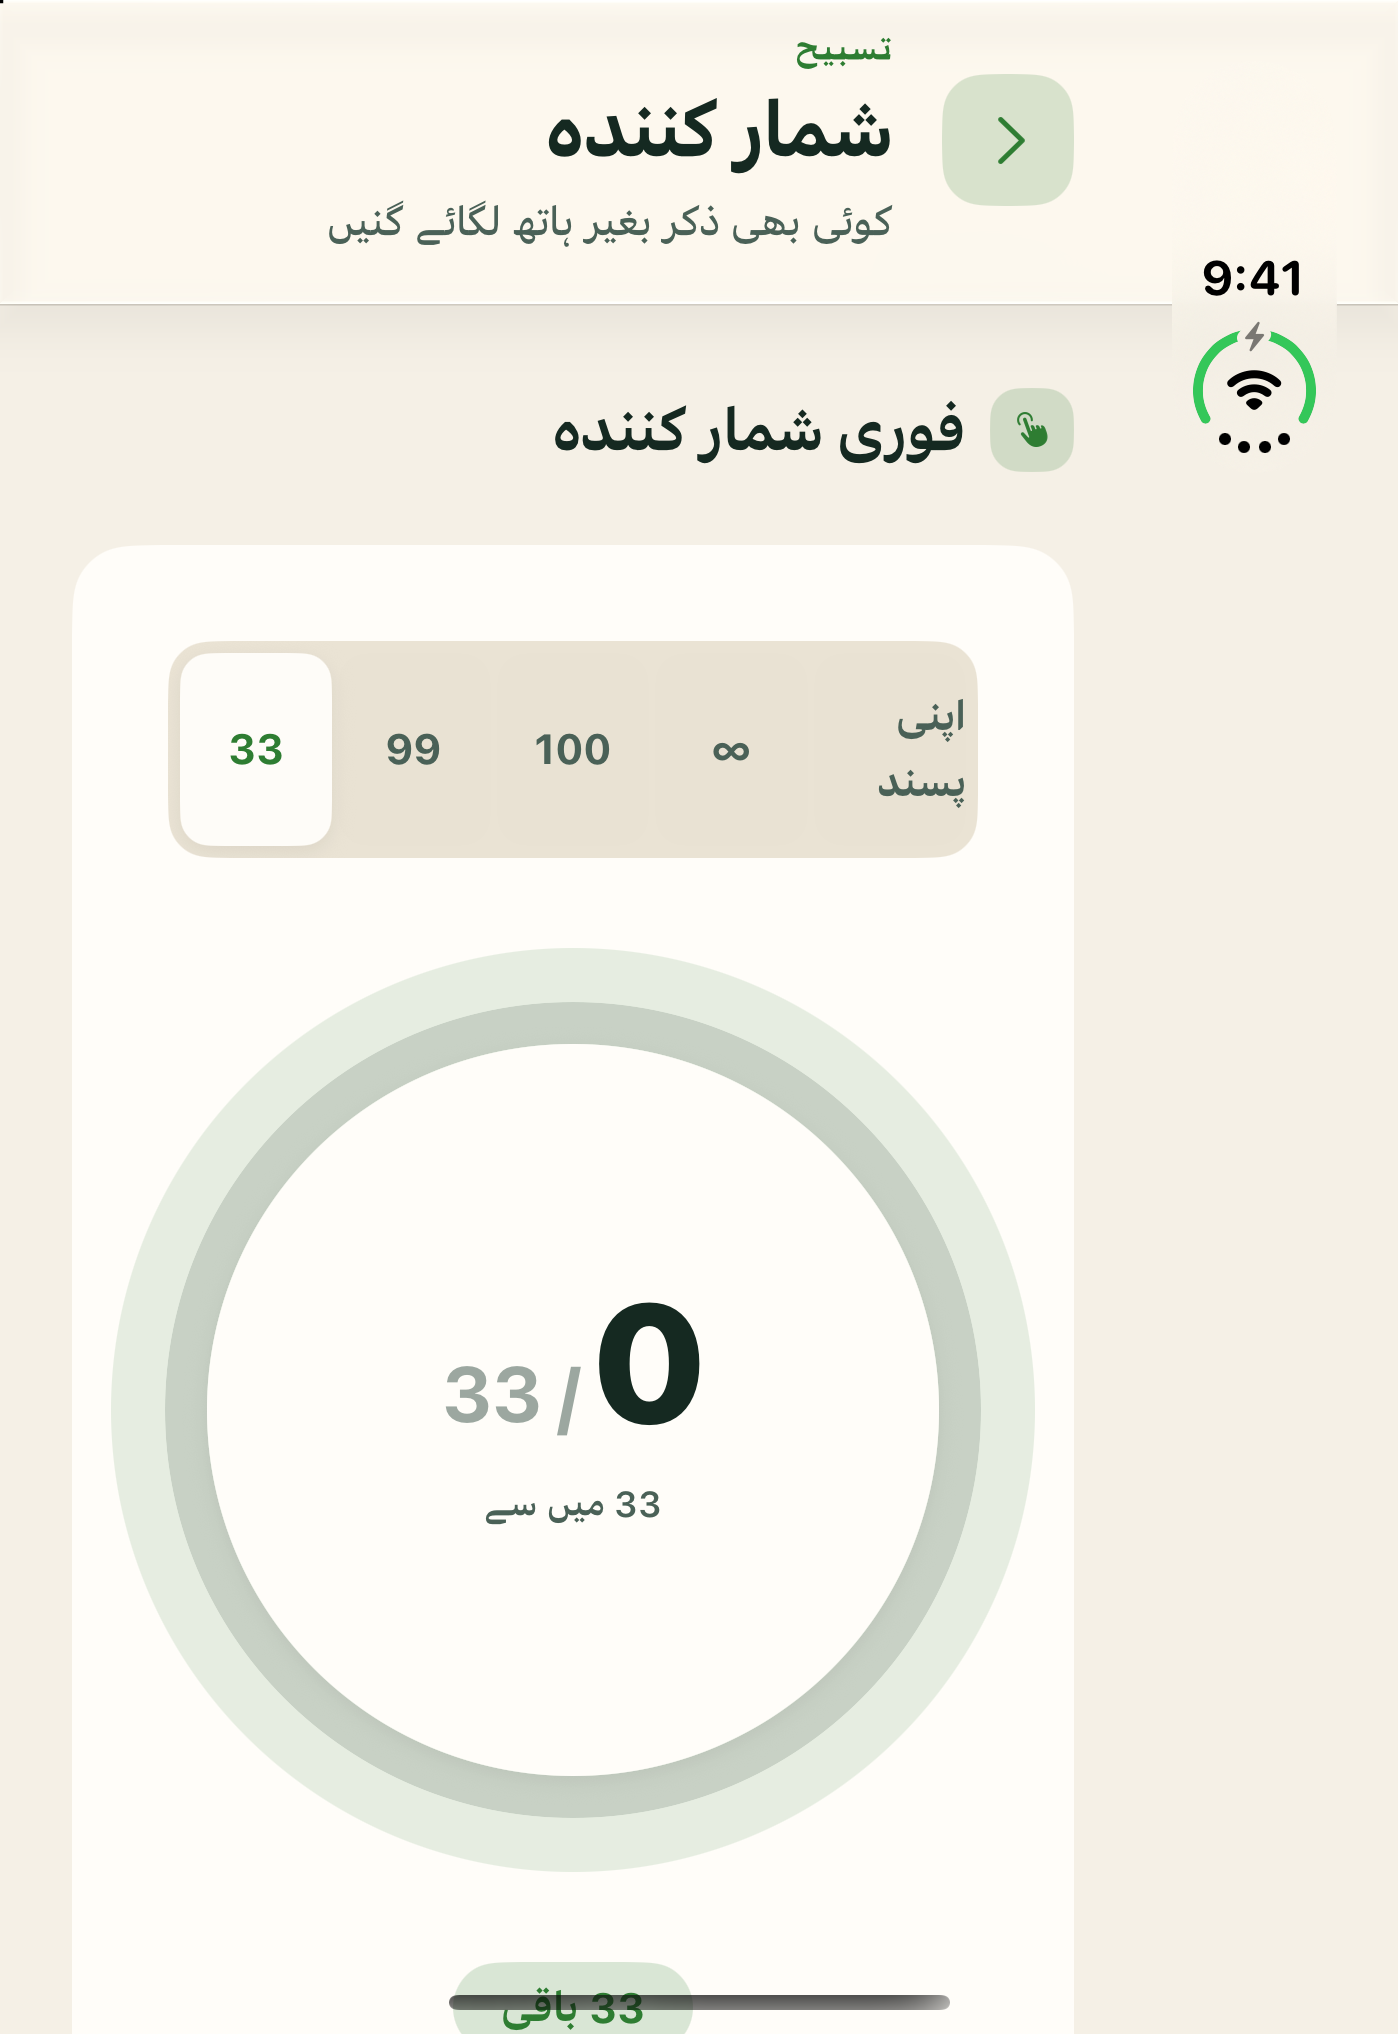 تسبیح
شمار کنندہ
کوئی بھی ذکر بغیر ہاتھ لگائے گنیں
9:41
فوری شمار کنندہ
33
99
100
∞
اپنی
پسند
0/33
33 میں سے
33 باقی